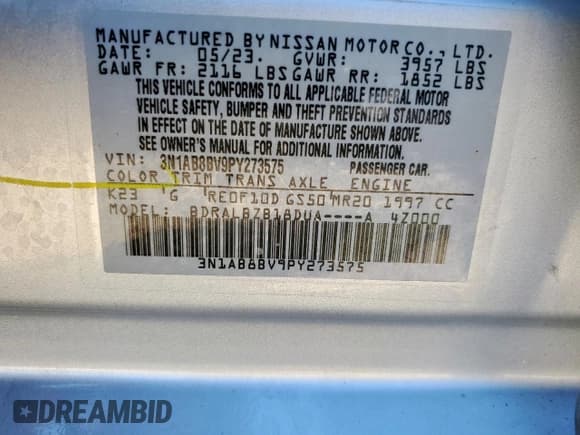 MANUFACTURED BY NISSAN MOTOR CO., LTD.
DATE: 05/23. GVWR: 3957 LBS
GAWR FR: 2116 LBS GAWR RR: 1852 LBS
THIS VEHICLE CONFORMS TO ALL APPLICABLE FEDERAL MOTOR
VEHICLE SAFETY, BUMPER AND THEFT PREVENTION STANDARDS
IN EFFECT ON THE DATE OF MANUFACTURE SHOWN ABOVE.
SEE OWNER'S MANUAL FOR MORE INFORMATION.
VIN: 3N1AB8BV9PY273575 PASSENGER CAR.
COLOR TRIM TRANS AXLE ENGINE
K23 'G 'RE0F10D GS50 'MR20 1997 CC
MODEL: BDRALBZB18DUA----A 4Z000
3N1AB8BV9PY273575
DREAMBID